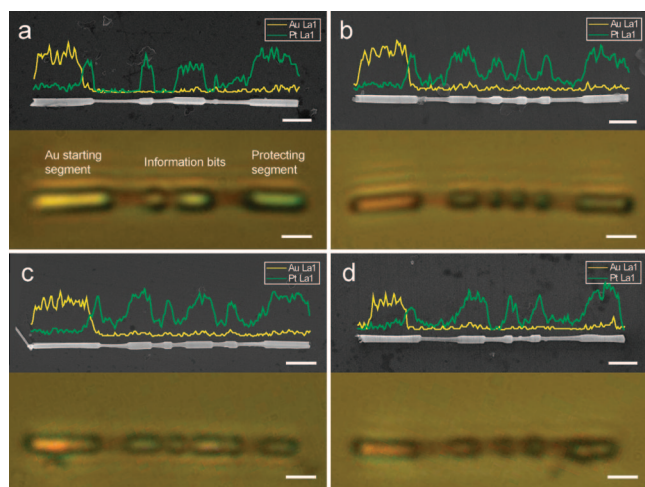 a
Au La1
Pt La1
Au starting
segment
Information bits
Protecting
segment
b
Au La1
Pt La1
c
Au La1
Pt La1
d
Au La1
Pt La1